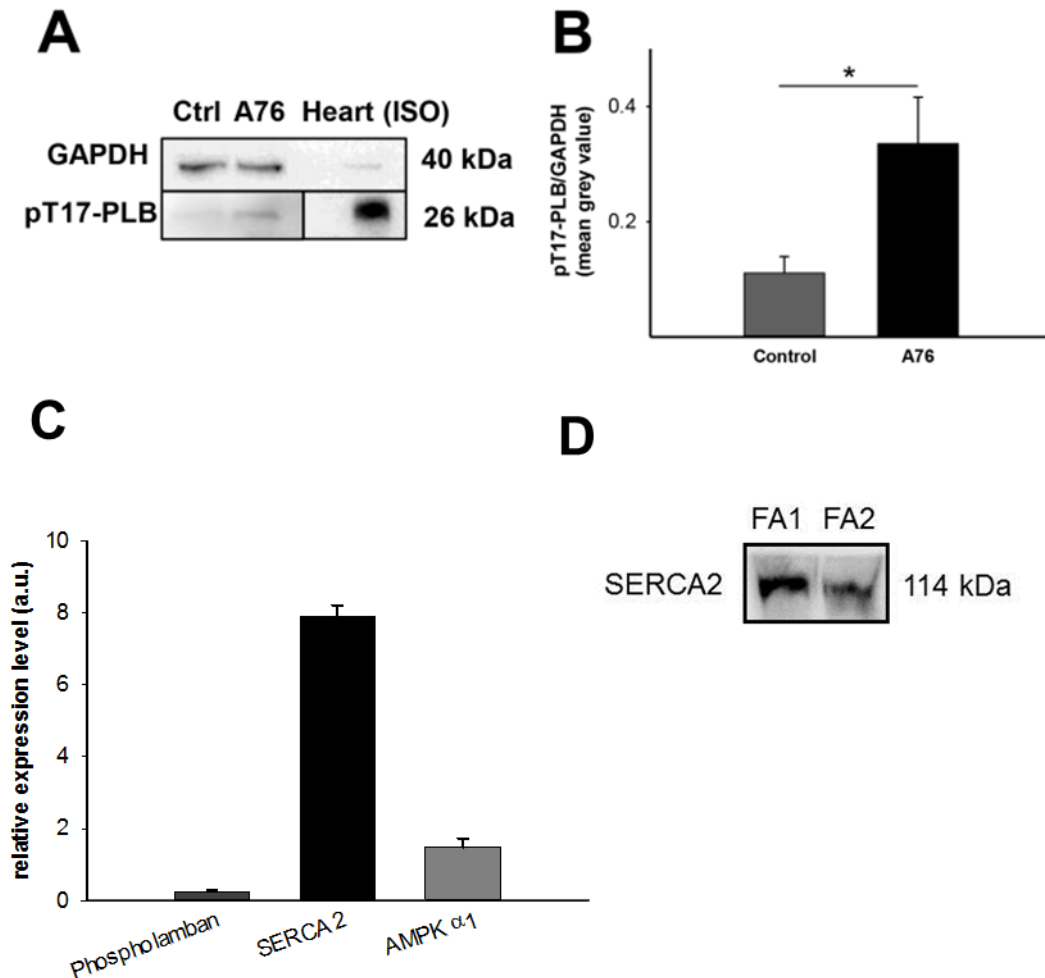 A
Ctrl A76 Heart (ISO)
GAPDH 40 kDa
pT17-PLB 26 kDa
B
pT17-PLB/GAPDH
(mean grey value)
0.4
0.2
*
Control A76
C
relative expression level (a.u.)
10
8
6
4
2
0
Phospholamban SERCA 2 AMPK α1
D
FA1 FA2
SERCA2 114 kDa